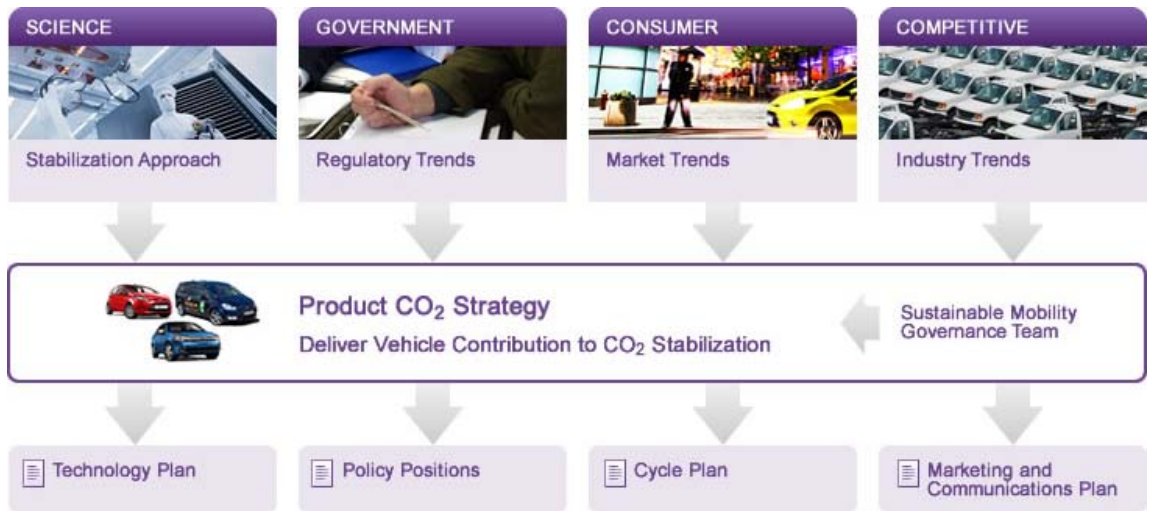 SCIENCE
GOVERNMENT
CONSUMER
COMPETITIVE
Stabilization Approach
Regulatory Trends
Market Trends
Industry Trends
Product CO₂ Strategy
Deliver Vehicle Contribution to CO₂ Stabilization
Sustainable Mobility
Governance Team
Technology Plan
Policy Positions
Cycle Plan
Marketing and
Communications Plan